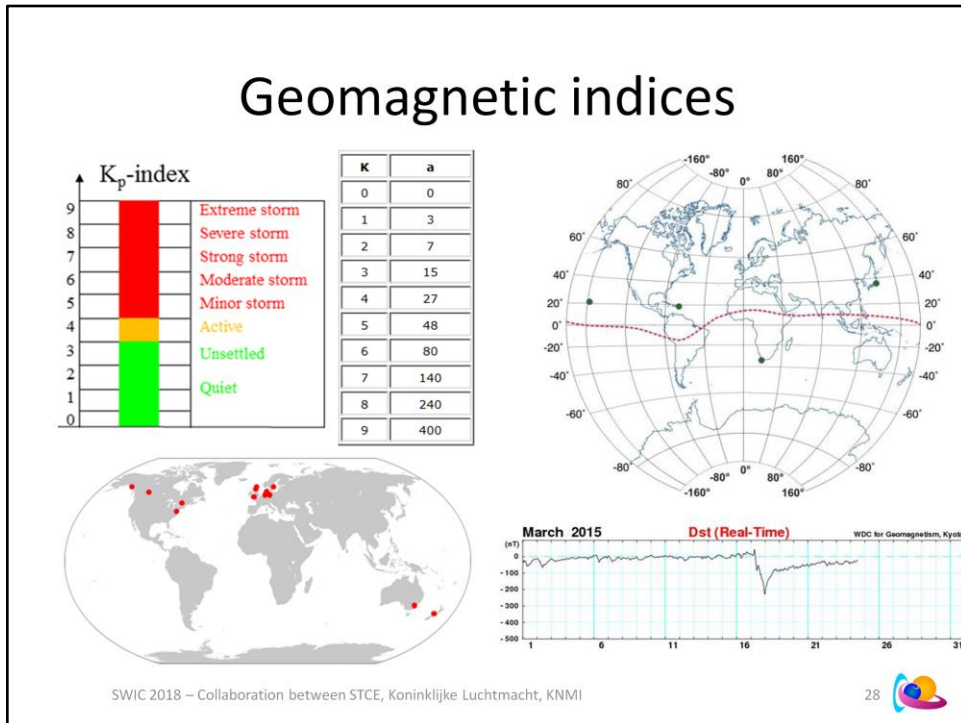 Geomagnetic indices
Kp-index
9
8
7
6
5
4
3
2
1
0
Extreme storm
Severe storm
Strong storm
Moderate storm
Minor storm
Active
Unsettled
Quiet
K a
0 0
1 3
2 7
3 15
4 27
5 48
6 80
7 140
8 240
9 400
-160° 160°
-80° 80°
0°
80° 80°
60° 60°
40° 40°
20° 20°
0° 0°
-20° -20°
-40° -40°
-60° -60°
-80° -80°
0°
-80° 80°
-160° 160°
March 2015 Dst (Real-Time) WDC for Geomagnetism, Kyoto
(nT)
0
-100
-200
-300
-400
-500
1 6 11 16 21 26 31
SWIC 2018 – Collaboration between STCE, Koninklijke Luchtmacht, KNMI 28